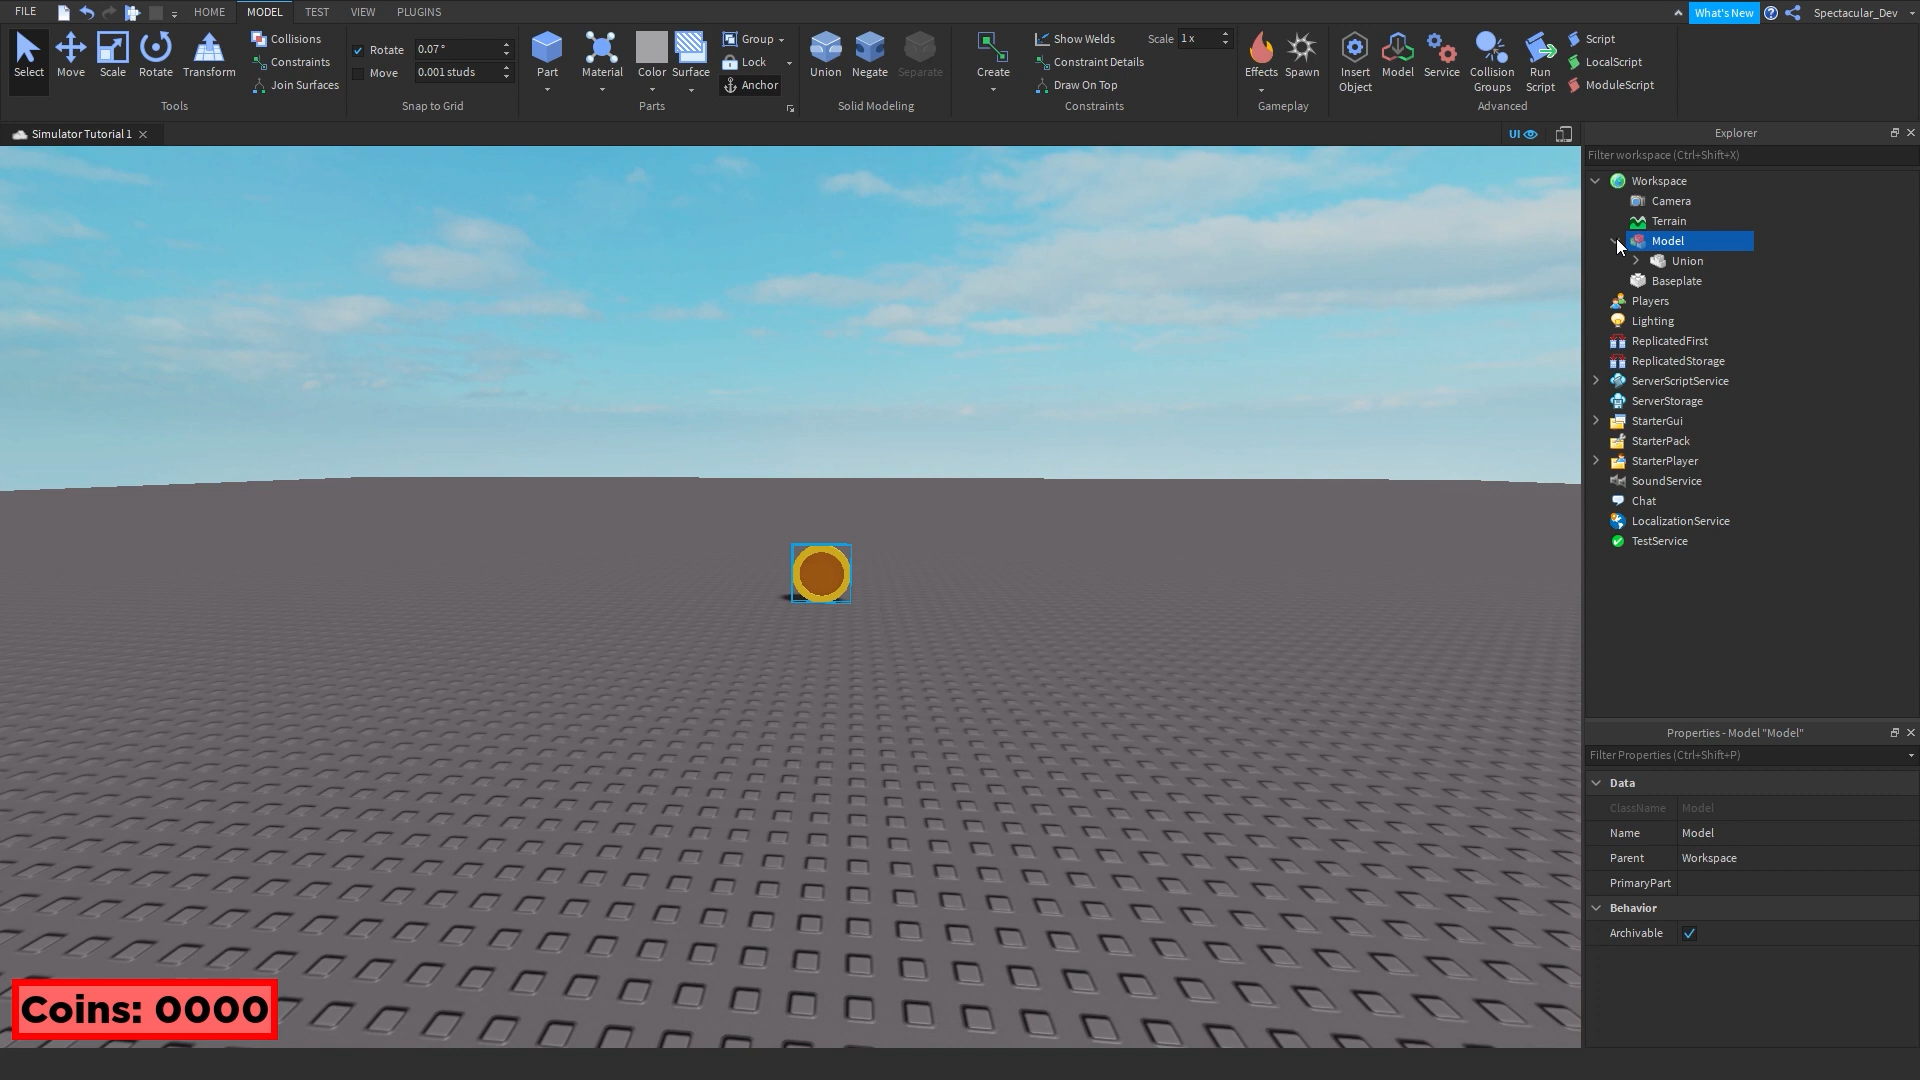 FILE HOME MODEL TEST VIEW PLUGINS What's New Spectacular_Dev
Select Move Scale Rotate Transform
Collisions
Constraints
Join Surfaces
Tools
Rotate 0.07 °
Move 0.001 studs
Snap to Grid
Part Material Color Surface
Group
Lock
Anchor
Parts
Union Negate Separate
Solid Modeling
Create
Show Welds
Constraint Details
Draw On Top
Scale 1 x
Constraints
Effects Spawn
Gameplay
Insert Object Model Service Collision Groups Run Script
Script
LocalScript
ModuleScript
Advanced
Simulator Tutorial 1
UI
Explorer
Filter workspace (Ctrl+Shift+X)
Workspace
Camera
Terrain
Model
Union
Baseplate
Players
Lighting
ReplicatedFirst
ReplicatedStorage
ServerScriptService
ServerStorage
StarterGui
StarterPack
StarterPlayer
SoundService
Chat
LocalizationService
TestService
Properties - Model "Model"
Filter Properties (Ctrl+Shift+P)
Data
ClassName Model
Name Model
Parent Workspace
PrimaryPart
Behavior
Archivable
Coins: 0000